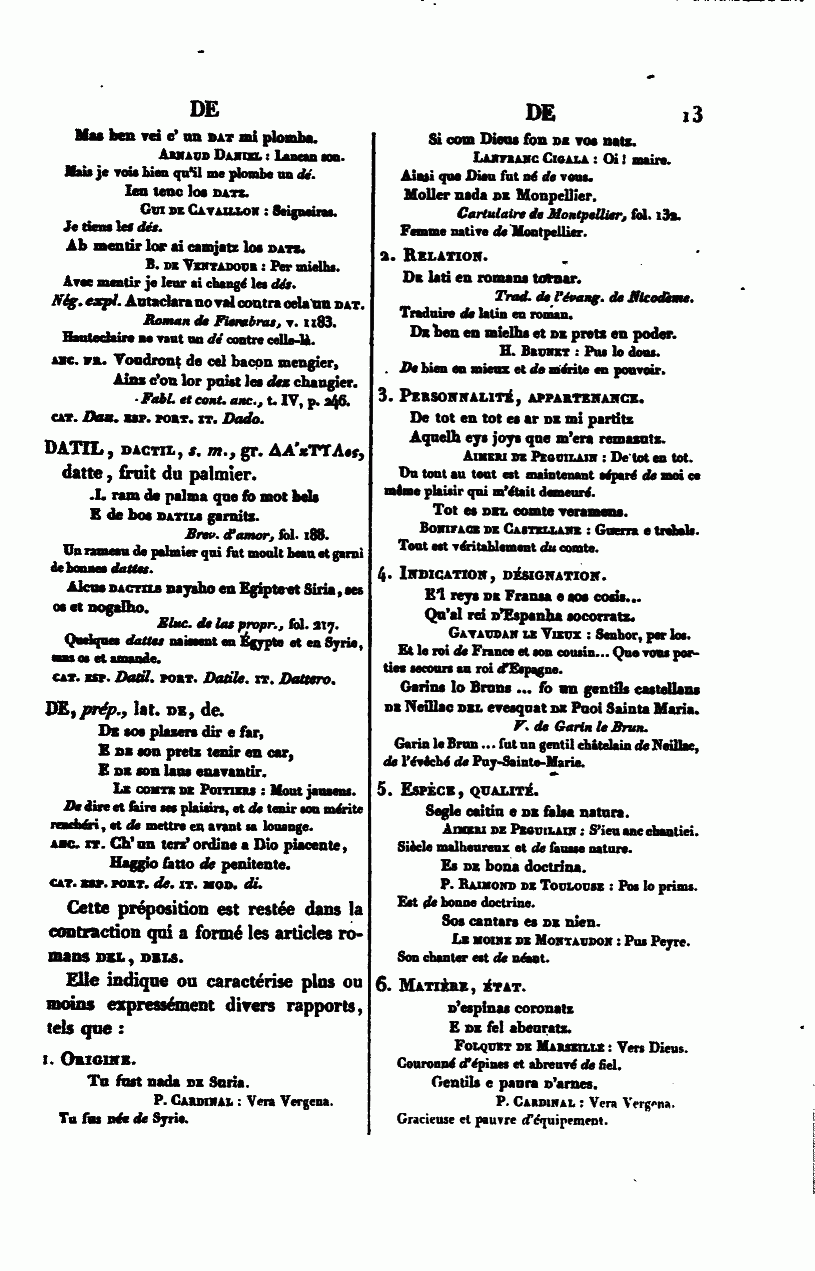 DE
Mas ben vei c' un DAT mi plomba.
ARNAUD DANIEL : Lancan son.
Mais je vois bien qu'il me plombe un dé.
Ieu tenc los DATZ.
GUI DE CAVAILLON : Seigneiras.
Je tiens les dés.
Ab mentir lor ai camjatz los DATZ.
B. DE VENTADOUR : Per mielhs.
Avec mentir je leur ai changé les dés.
Nég. expl. Autaclara no val contra cela un DAT.
Roman de Fierabras, v. 1183.
Hauteclaire ne vaut un dé contre celle-là.
ANC. FR. Voudront de cel bacon mengier,
Ains c'on lor puist les dez changier.
Fabl. et cont. anc., t. IV, p. 246.
CAT. Dau. ESP. PORT. IT. Dado.
DATIL, DACTIL, s. m., gr. ΔΆκΤΥΛος,
datte, fruit du palmier.
.I. ram de palma que fo mot bels
E de bos DATILS garnitz.
Brev. d'amor, fol. 188.
Un rameau de palmier qui fut moult beau et garni
de bonnes dattes.
Alcus DACTILS naysho en Egipte et Siria, ses
os et nogalho.
Eluc. de las propr., fol. 217.
Quelques dattes naissent en Égypte et en Syrie,
sans os et amande.
CAT. ESP. Datil. PORT. Datile. IT. Dattero.
DE, prép., lat. DE, de.
DE sos plazers dir e far,
E DE son pretz tenir en car,
E DE son laus enavantir.
LE COMTE DE POITIERS : Mout jauzens.
De dire et faire ses plaisirs, et de tenir son mérite
renchéri, et de mettre en avant sa louange.
ANC. IT. Ch' un terz' ordine a Dio piacente,
Haggio fatto de penitente.
CAT. ESP. PORT. de. IT. MOD. di.
Cette préposition est restée dans la
contraction qui a formé les articles ro-
mans DEL, DELS.
Elle indique ou caractérise plus ou
moins expressément divers rapports,
tels que :
1. ORIGINE.
Tu fust nada DE Suria.
P. CARDINAL : Vera Vergena.
Tu fus née de Syrie.
DE 13
Si com Dieus fon DE vos natz.
LANFRANC CIGALA : Oi! maire.
Ainsi que Dieu fut né de vous.
Moller nada DE Monpellier.
Cartulaire de Montpellier, fol. 132.
Femme native de Montpellier.
2. RELATION.
DE lati en romans tornar.
Trad. de l'évang. de Nicodème.
Traduire de latin en roman.
DE ben en mielhs et DE pretz en poder.
H. BRUNET : Pus lo dous.
De bien en mieux et de mérite en pouvoir.
3. PERSONNALITÉ, APPARTENANCE.
De tot en tot es ar DE mi partitz
Aquelh eys joys que m'era remazutz.
AIMERI DE PEGUILAIN : De tot en tot.
Du tout au tout est maintenant séparé de moi ce
même plaisir qui m'était demeuré.
Tot es DEL comte veramens.
BONIFACE DE CASTELLANE : Guerra e trebals.
Tout est véritablement du comte.
4. INDICATION, DÉSIGNATION.
E'l reys DE Fransa e sos cosis...
Qu'al rei D'Espanha socorratz.
GAVAUDAN LE VIEUX : Senhor, per los.
Et le roi de France et son cousin... Que vous por-
tiez secours au roi d'Espagne.
Garins lo Bruns ... fo un gentils castellans
DE Neillac DEL evesquat DE Puoi Sainta Maria.
V. de Garin le Brun.
Garin le Brun ... fut un gentil châtelain de Neillac,
de l'évêché de Puy-Sainte-Marie.
5. ESPÈCE, QUALITÉ.
Segle caitiu e DE falsa natura.
AIMERI DE PEGUILAIN : S'ieu anc chantiei.
Siècle malheureux et de fausse nature.
Es DE bona doctrina.
P. RAIMOND DE TOULOUSE : Pos lo prims.
Est de bonne doctrine.
Sos cantars es DE nien.
LE MOINE DE MONTAUDON : Pus Peyre.
Son chanter est de néant.
6. MATIÈRE, ÉTAT.
D'espinas coronatz
E DE fel abeuratz.
FOLQUET DE MARSEILLE : Vers Dieus.
Couronné d'épines et abreuvé de fiel.
Gentils e paura D'arnes.
P. CARDINAL : Vera Vergena.
Gracieuse et pauvre d'équipement.